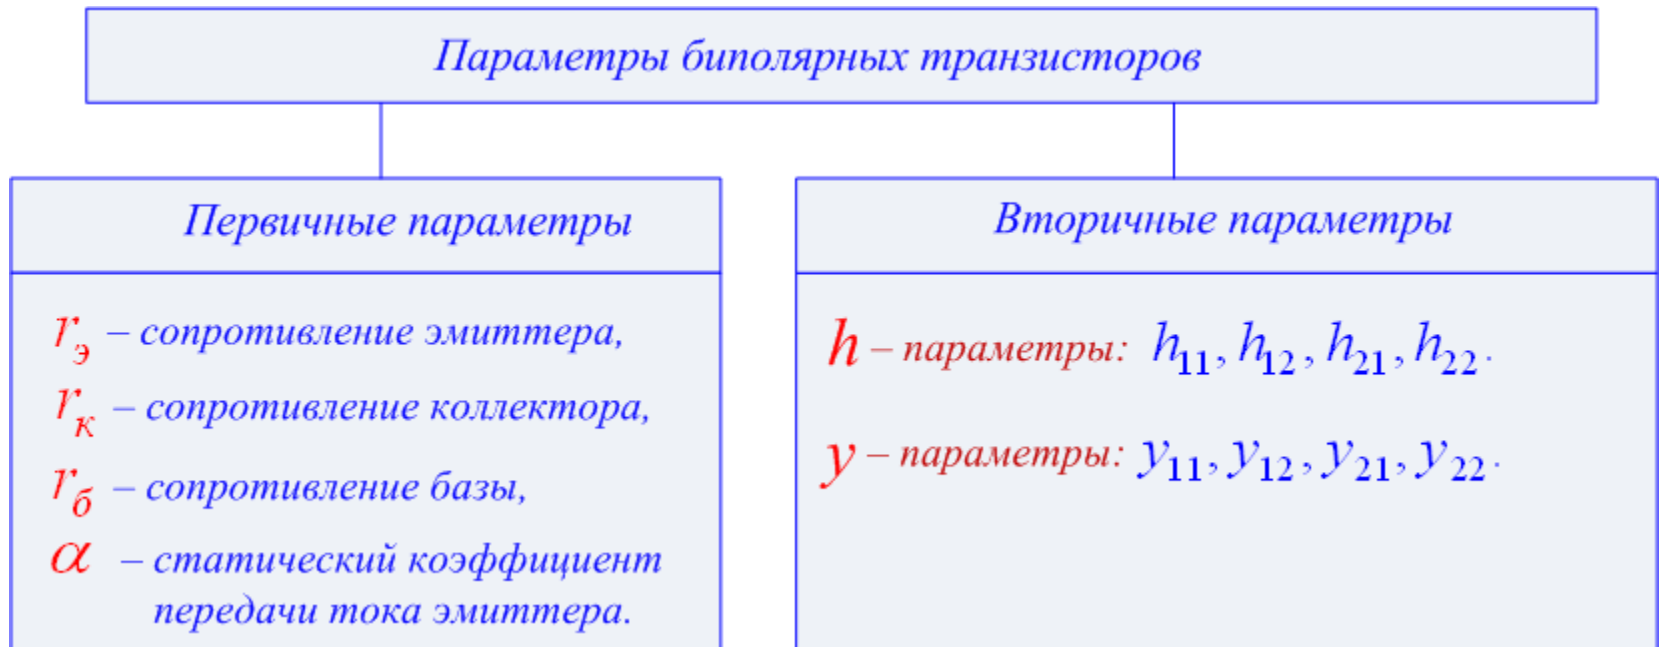 Параметры биполярных транзисторов
Первичные параметры
rэ – сопротивление эмиттера,
rк – сопротивление коллектора,
rб – сопротивление базы,
α – статический коэффициент
передачи тока эмиттера.
Вторичные параметры
h – параметры: h11, h12, h21, h22.
y – параметры: y11, y12, y21, y22.